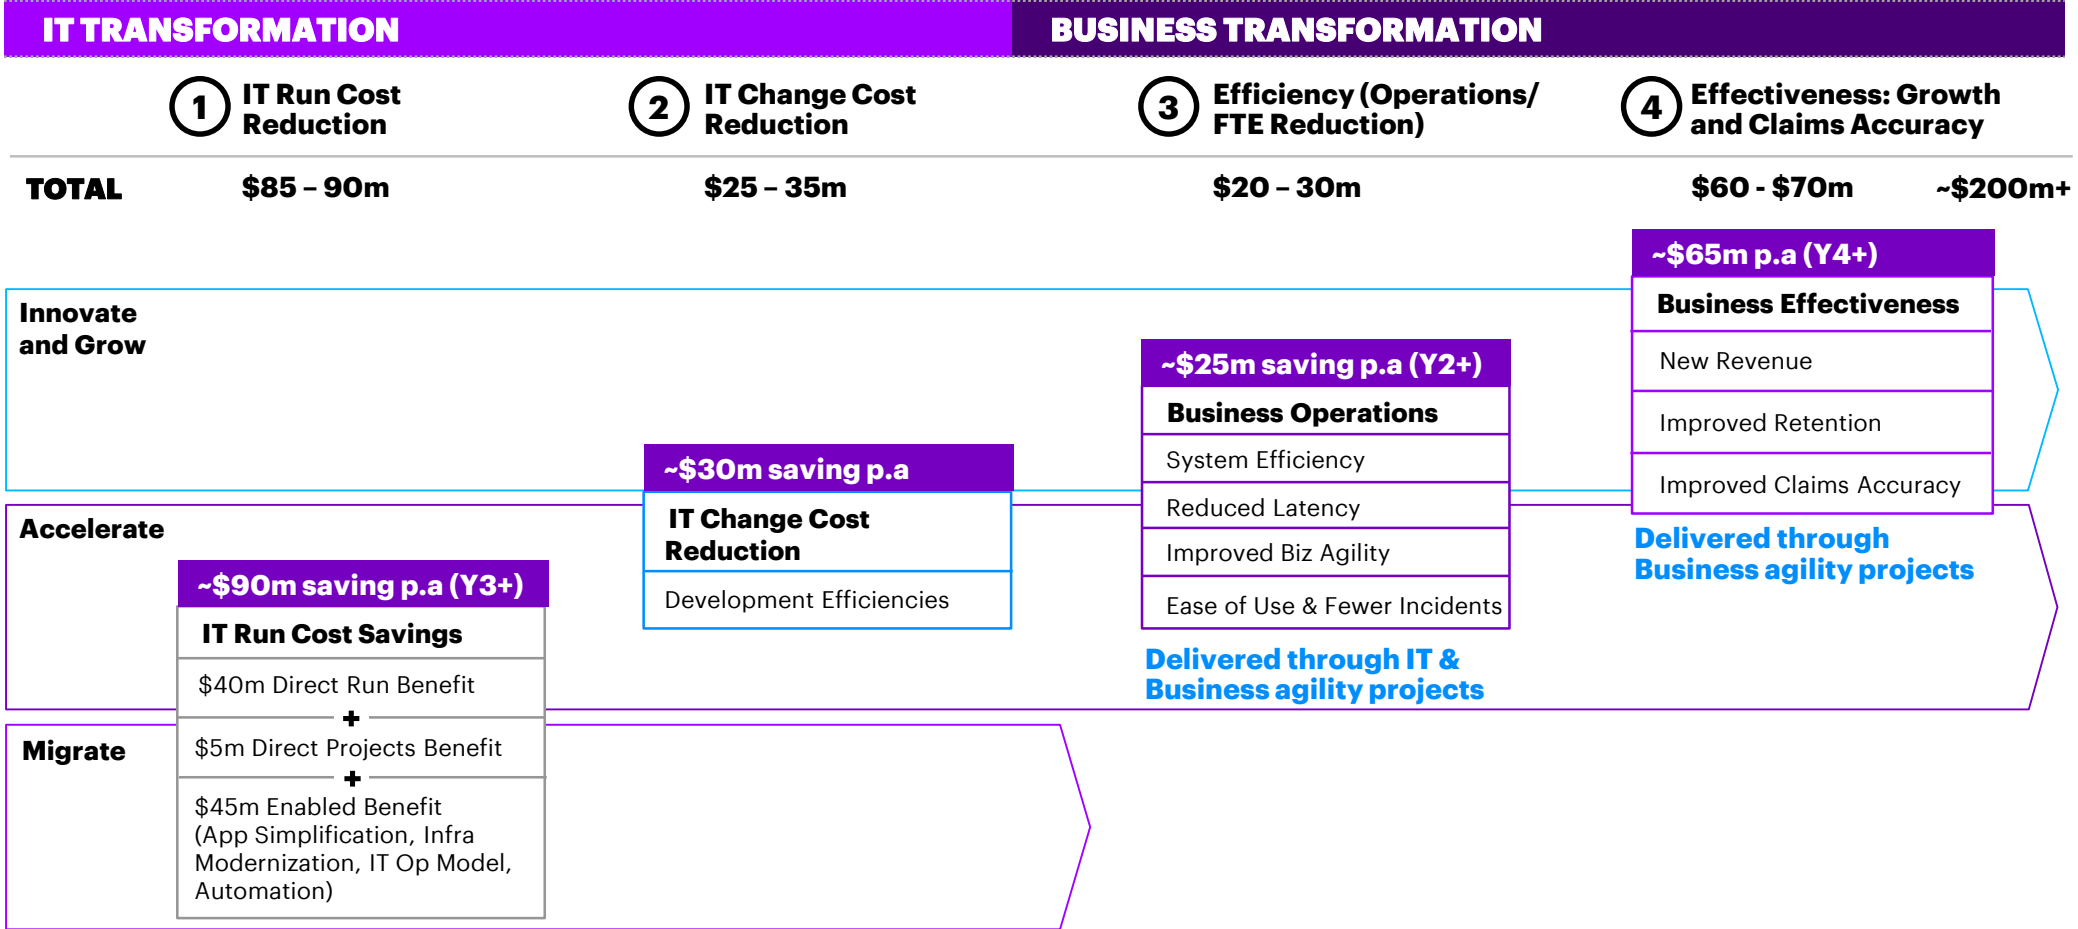 IT TRANSFORMATION
BUSINESS TRANSFORMATION
1
IT Run Cost
Reduction
2
IT Change Cost
Reduction
3
Efficiency (Operations/
FTE Reduction)
4
Effectiveness: Growth
and Claims Accuracy
TOTAL
$85 – 90m
$25 – 35m
$20 – 30m
$60 - $70m
~$200m+
Innovate
and Grow
~$65m p.a (Y4+)
Business Effectiveness
New Revenue
Improved Retention
Improved Claims Accuracy
Delivered through
Business agility projects
~$25m saving p.a (Y2+)
Business Operations
System Efficiency
Reduced Latency
Improved Biz Agility
Ease of Use & Fewer Incidents
Delivered through IT &
Business agility projects
~$30m saving p.a
IT Change Cost
Reduction
Development Efficiencies
Accelerate
~$90m saving p.a (Y3+)
IT Run Cost Savings
$40m Direct Run Benefit
+
$5m Direct Projects Benefit
+
$45m Enabled Benefit
(App Simplification, Infra
Modernization, IT Op Model,
Automation)
Migrate